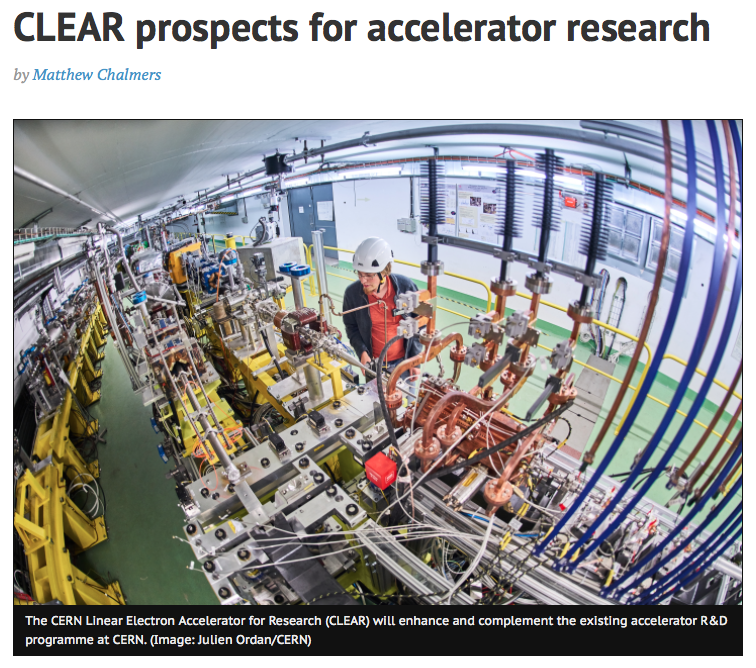 CLEAR prospects for accelerator research
by Matthew Chalmers
The CERN Linear Electron Accelerator for Research (CLEAR) will enhance and complement the existing accelerator R&D
programme at CERN. (Image: Julien Ordan/CERN)